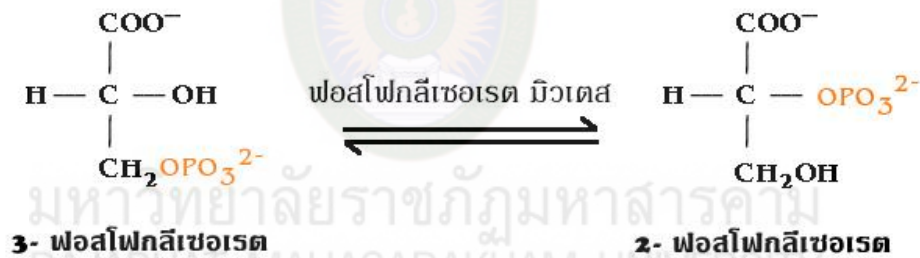 COO⁻
H — C — OH
CH₂OPO₃²⁻
3- ฟอสโฟกลีเซอเรต
ฟอสโฟกลีเซอเรต มิวเตส
COO⁻
H — C — OPO₃²⁻
CH₂OH
2- ฟอสโฟกลีเซอเรต
มหาวิทยาลัยราชภัฏมหาสารคาม